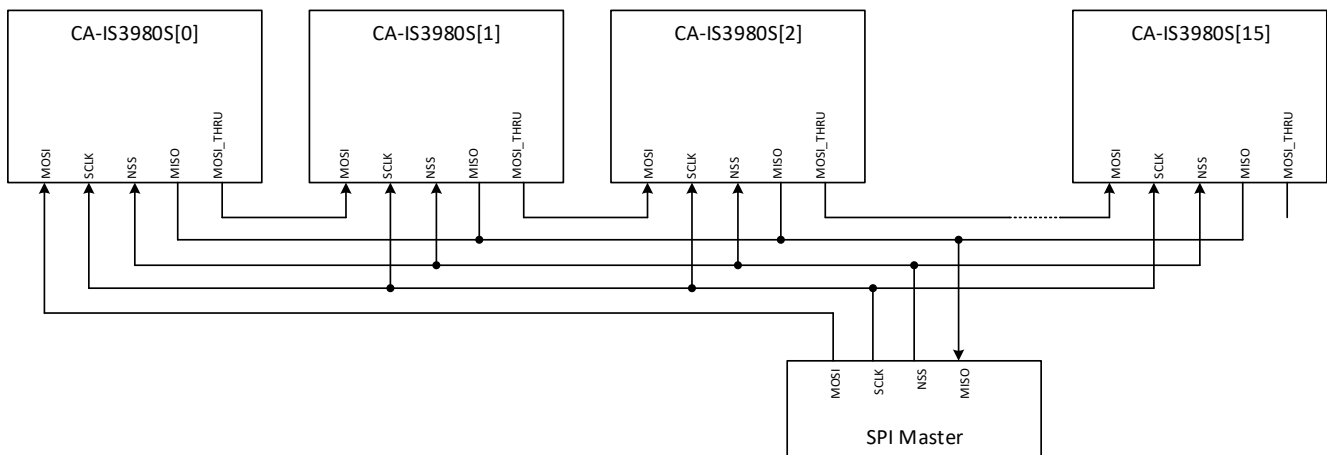 CA-IS3980S[0]
CA-IS3980S[1]
CA-IS3980S[2]
CA-IS3980S[15]
MOSI
SCLK
NSS
MISO
MOSI_THRU
MOSI
SCLK
NSS
MISO
MOSI_THRU
MOSI
SCLK
NSS
MISO
MOSI_THRU
MOSI
SCLK
NSS
MISO
MOSI_THRU
MOSI
SCLK
NSS
MISO
SPI Master